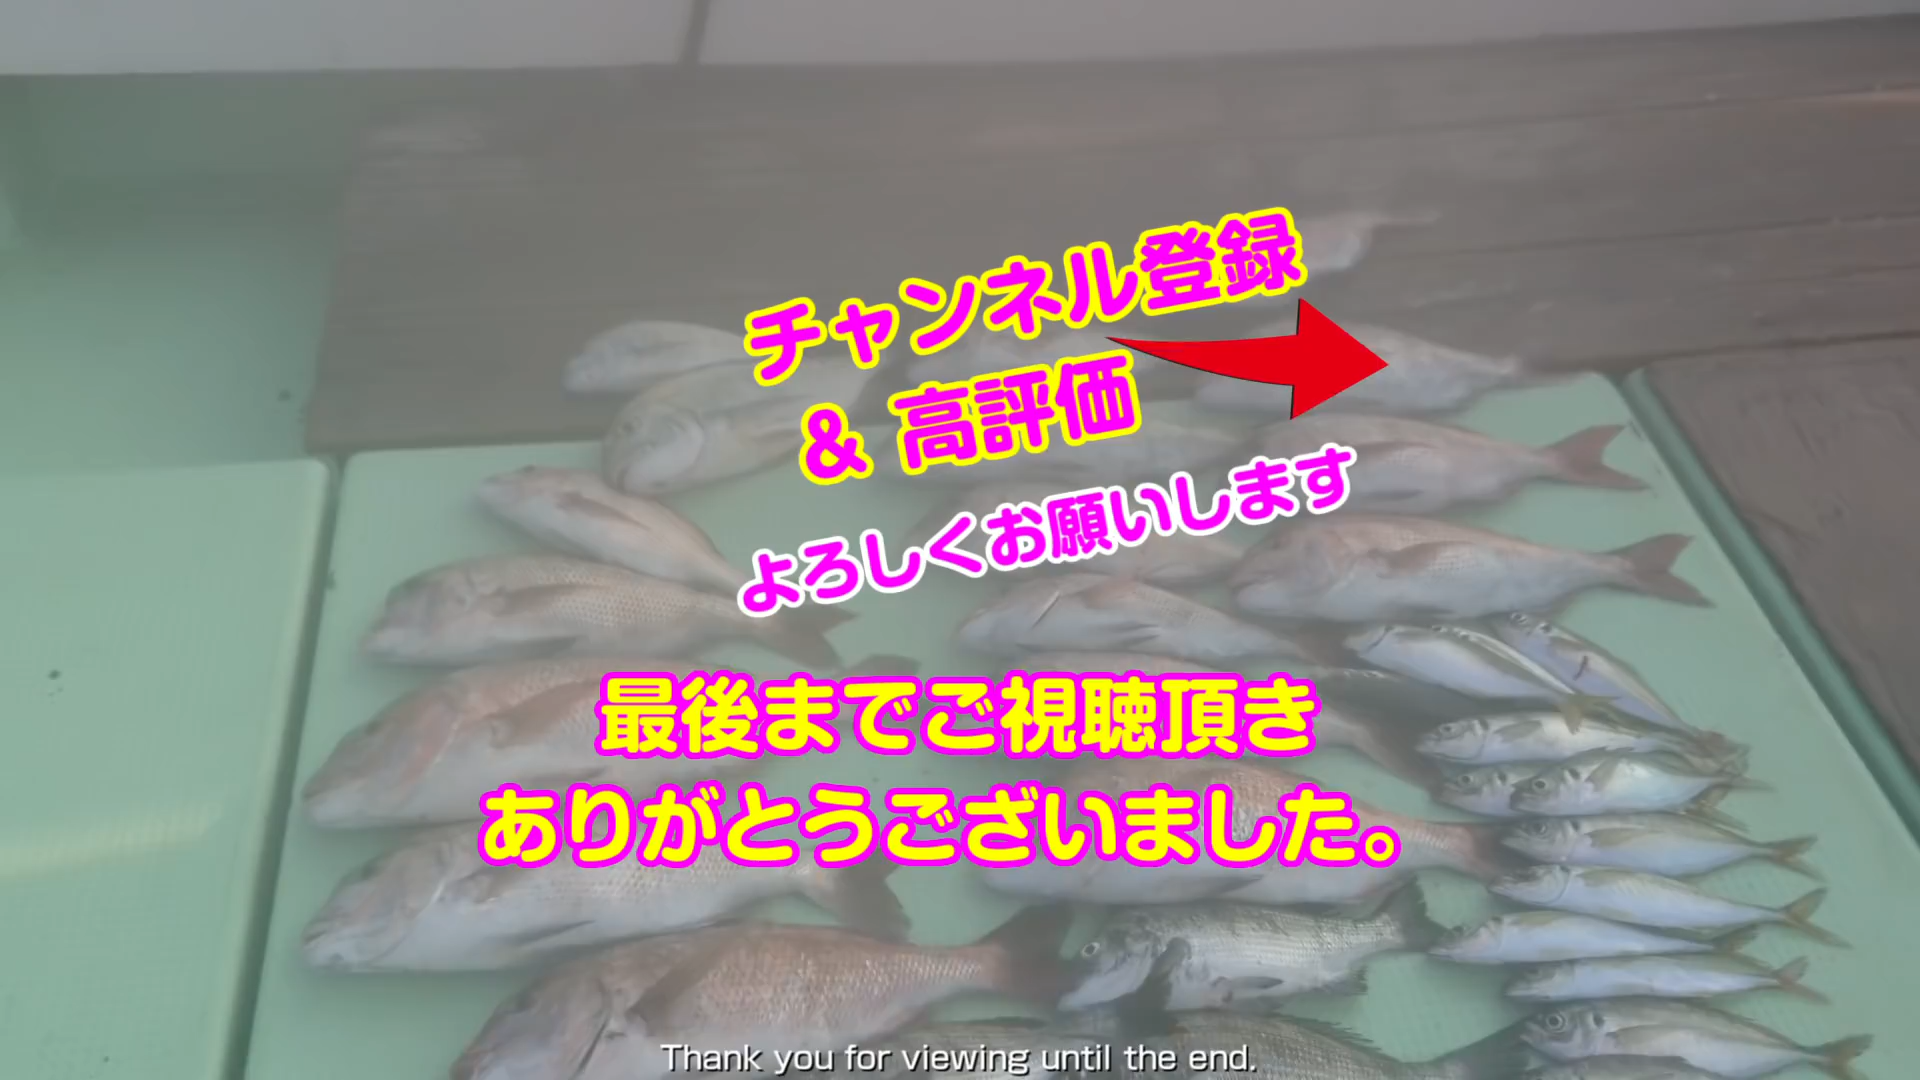 チャンネル登録
& 高評価
よろしくお願いします
最後までご視聴頂き
ありがとうございました。
Thank you for viewing until the end.